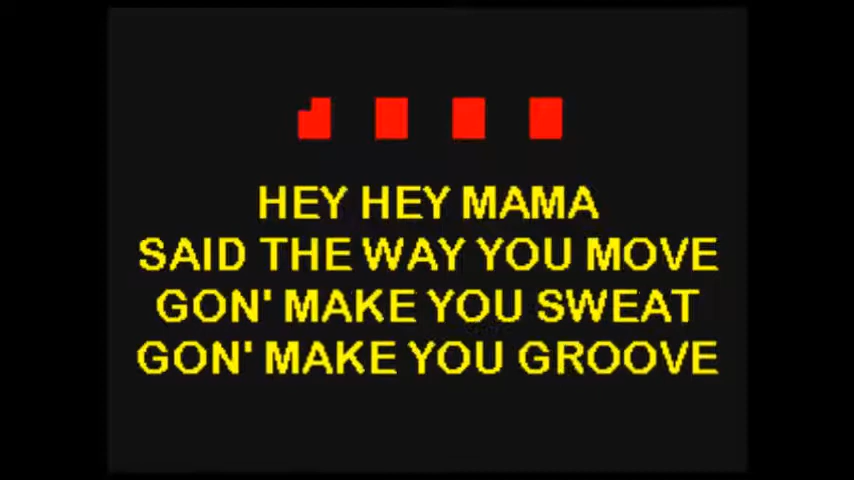 HEY HEY MAMA
SAID THE WAY YOU MOVE
GON' MAKE YOU SWEAT
GON' MAKE YOU GROOVE